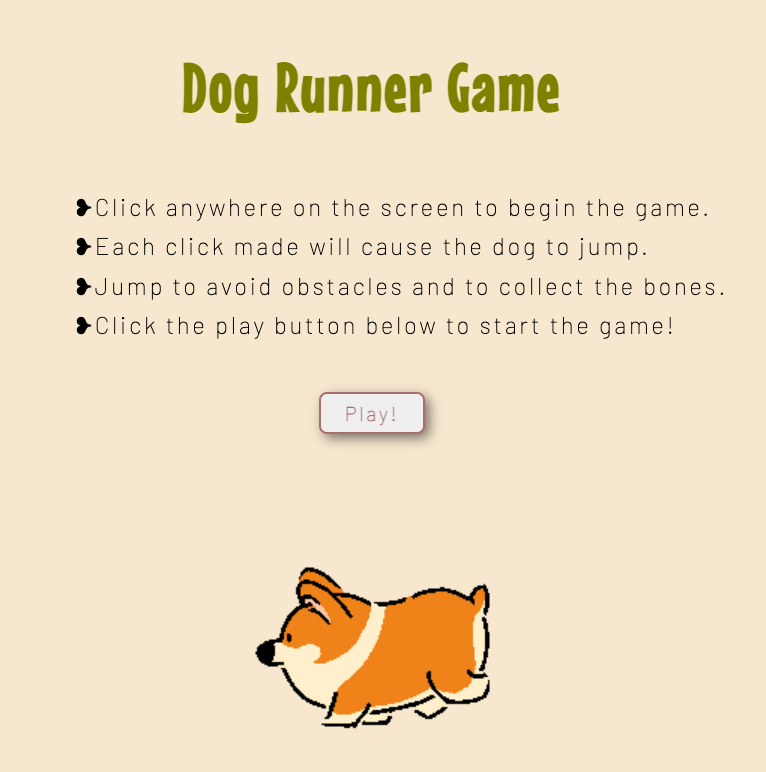 Dog Runner Game
❥Click anywhere on the screen to begin the game.
❥Each click made will cause the dog to jump.
❥Jump to avoid obstacles and to collect the bones.
❥Click the play button below to start the game!
Play!